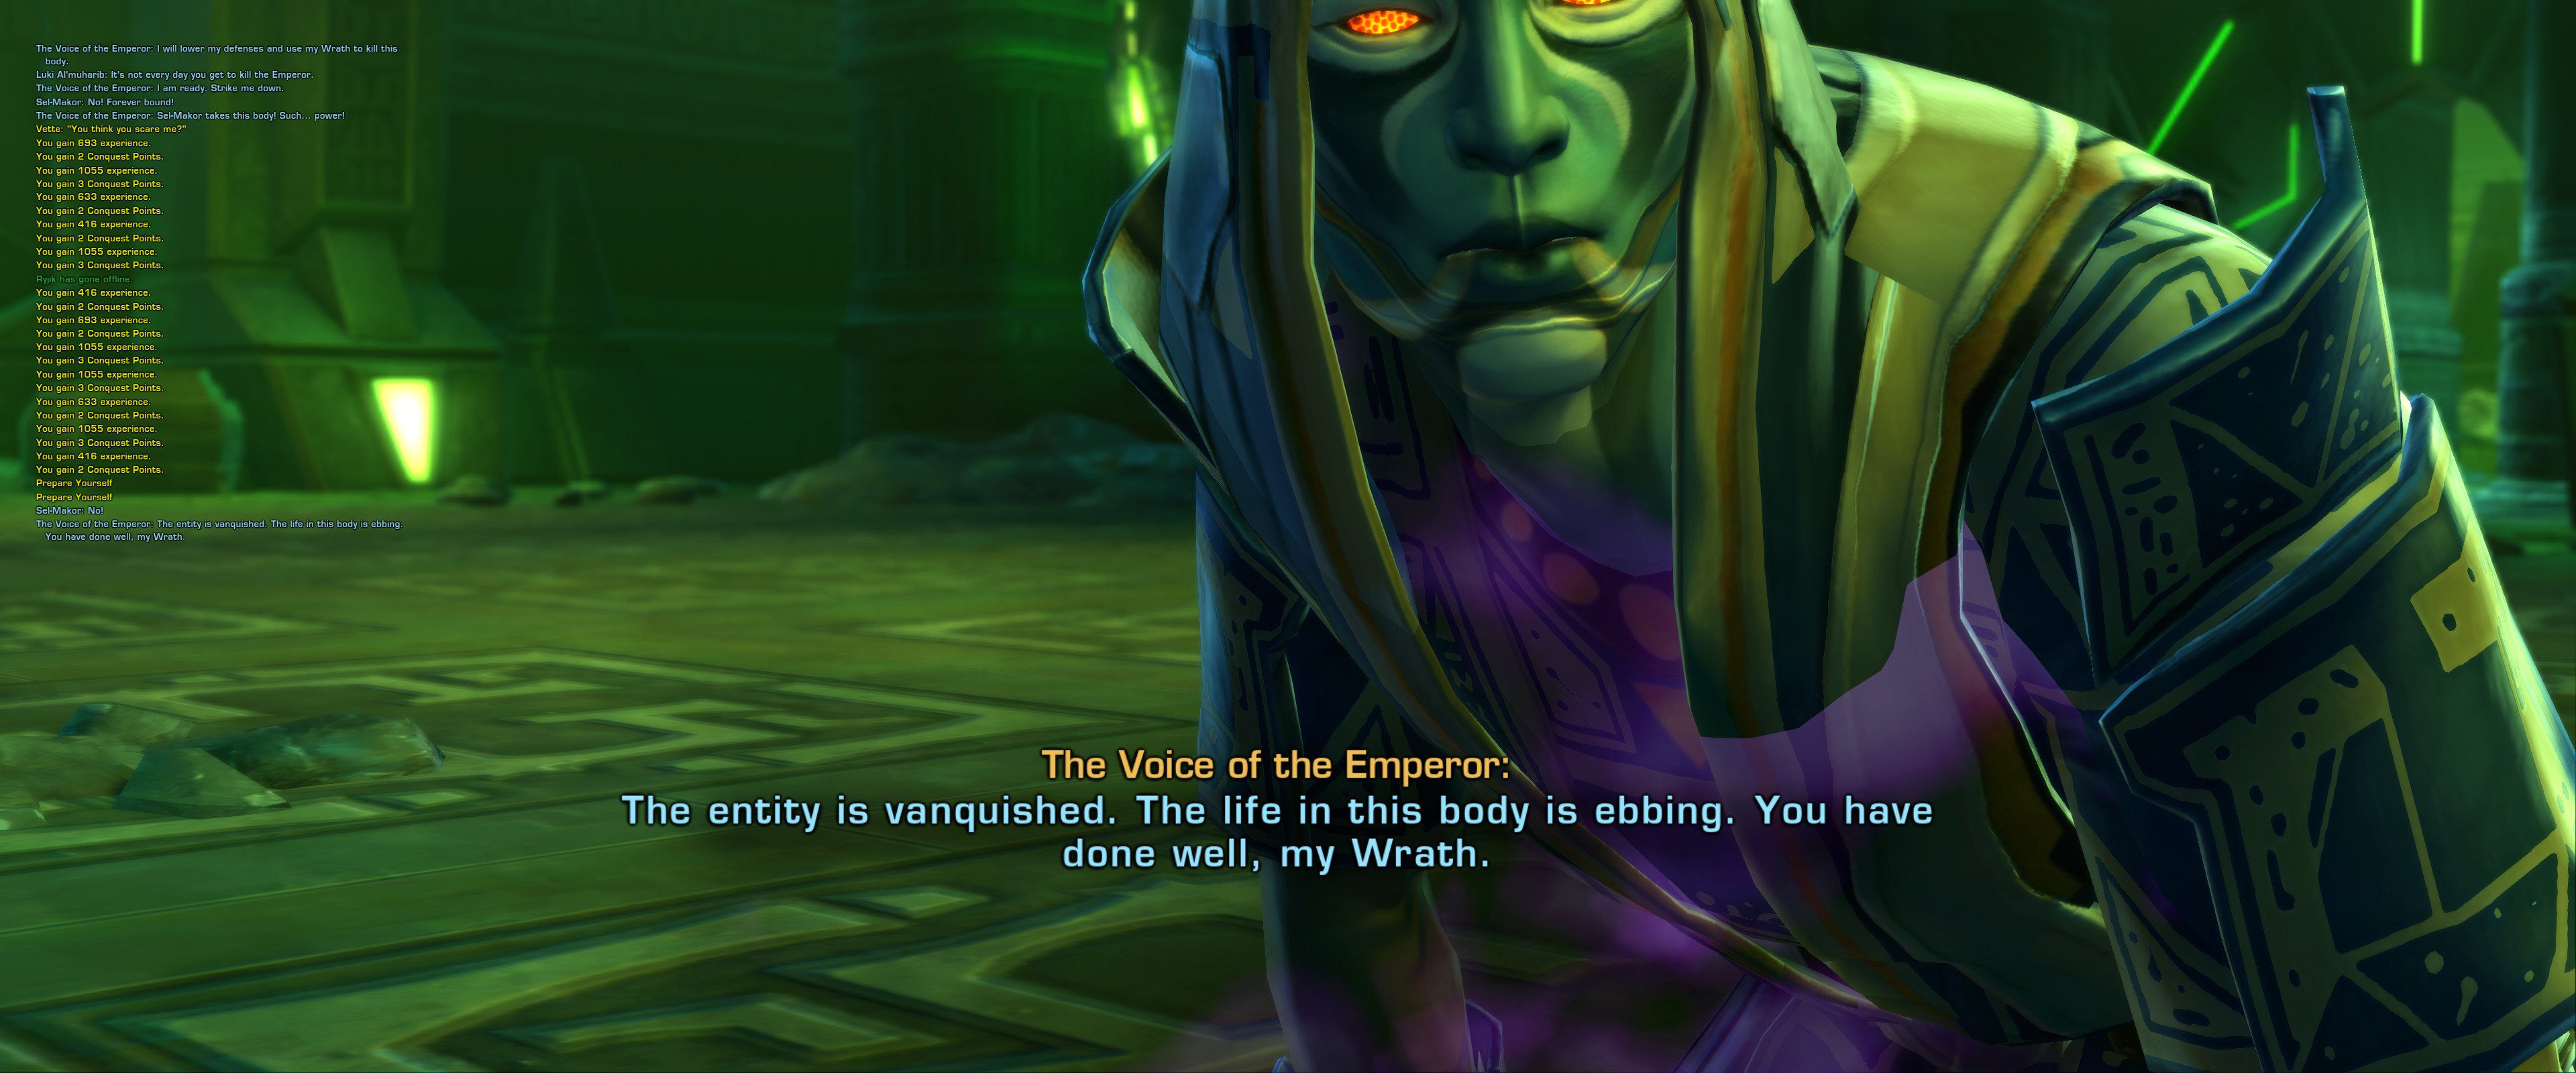 The Voice of the Emperor: I will lower my defenses and use my Wrath to kill this
body.
Luki Al'muharib: It's not every day you get to kill the Emperor.
The Voice of the Emperor: I am ready. Strike me down.
Sel-Makor: No! Forever bound!
The Voice of the Emperor: Sel-Makor takes this body! Such... power!
Vette: "You think you scare me?"
You gain 693 experience.
You gain 2 Conquest Points.
You gain 1055 experience.
You gain 3 Conquest Points.
You gain 633 experience.
You gain 2 Conquest Points.
You gain 416 experience.
You gain 2 Conquest Points.
You gain 1055 experience.
You gain 3 Conquest Points.
Ryjik has gone offline.
You gain 416 experience.
You gain 2 Conquest Points.
You gain 693 experience.
You gain 2 Conquest Points.
You gain 1055 experience.
You gain 3 Conquest Points.
You gain 1055 experience.
You gain 3 Conquest Points.
You gain 633 experience.
You gain 2 Conquest Points.
You gain 1055 experience.
You gain 3 Conquest Points.
You gain 416 experience.
You gain 2 Conquest Points.
Prepare Yourself
Prepare Yourself
Sel-Makor: No!
The Voice of the Emperor: The entity is vanquished. The life in this body is ebbing.
You have done well, my Wrath.
The Voice of the Emperor:
The entity is vanquished. The life in this body is ebbing. You have
done well, my Wrath.